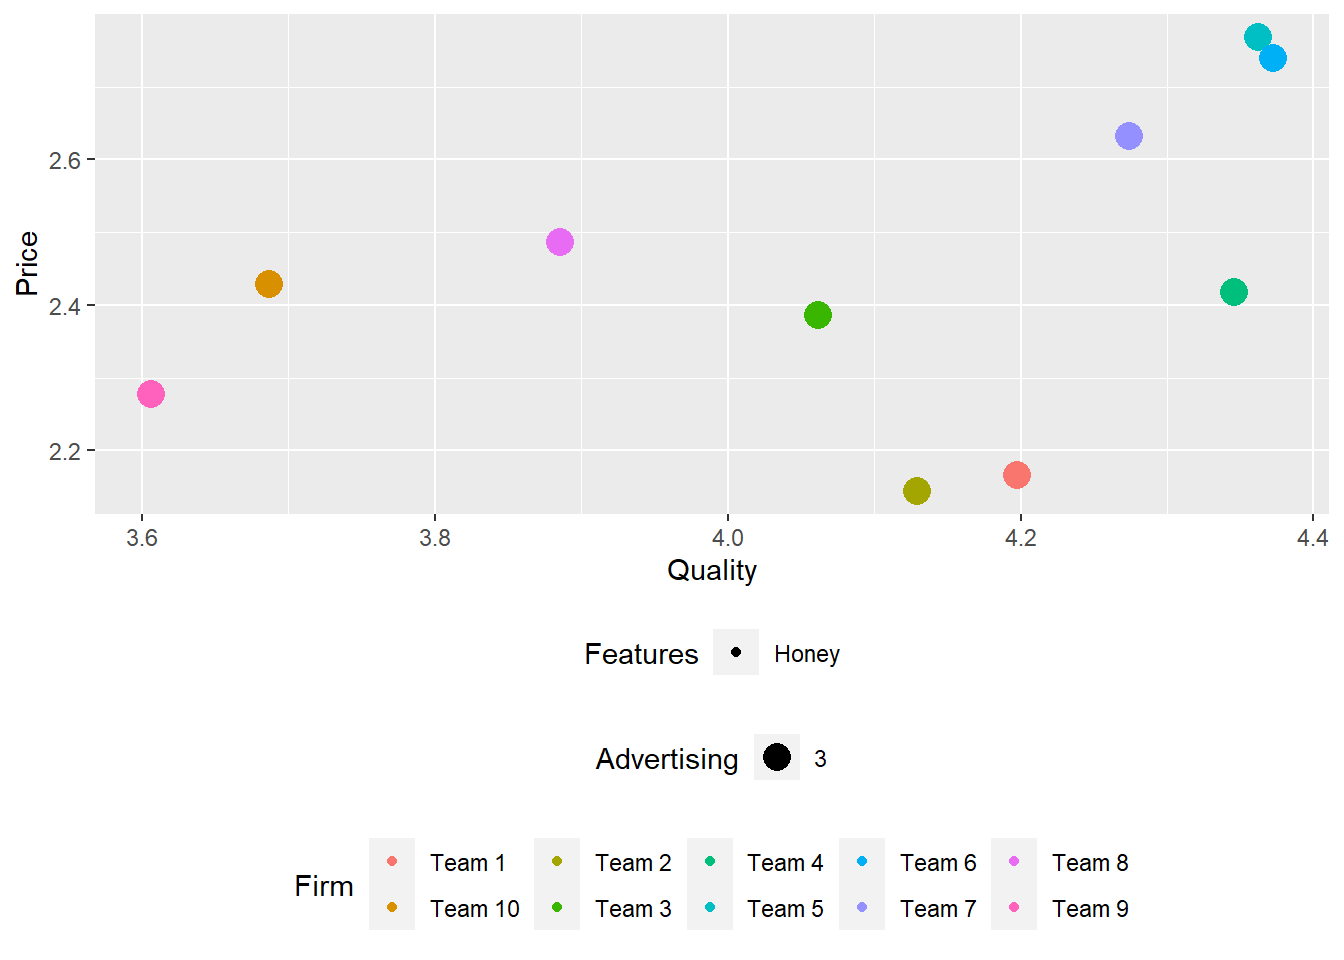 Price
2.6
2.4
2.2
3.6 3.8 4.0 4.2 4.4
Quality
Features Honey
Advertising 3
Firm
Team 1 Team 2 Team 4 Team 6 Team 8
Team 10 Team 3 Team 5 Team 7 Team 9